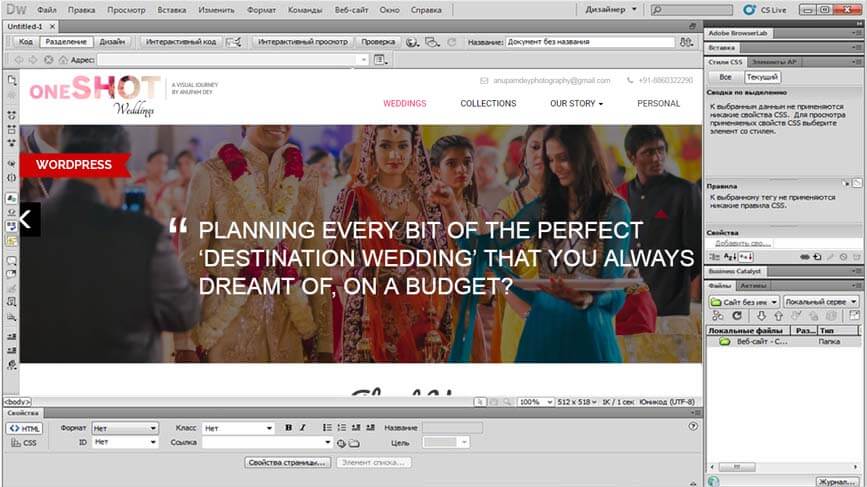 Dw Файл Правка Просмотр Вставка Изменить Формат Команды Веб-сайт Окно Справка Дизайнер CS Live
Untitled-1
Код Разделение Дизайн Интерактивный код Интерактивный просмотр Проверка Название: Документ без названия
Адрес:
ONESHOT
Weddings
A VISUAL JOURNEY
BY ANUPAM DEY
anupamdeyphotography@gmail.com +91-8860322290
WEDDINGS COLLECTIONS OUR STORY PERSONAL
WORDPRESS
“ PLANNING EVERY BIT OF THE PERFECT
‘DESTINATION WEDDING’ THAT YOU ALWAYS
DREAMT OF, ON A BUDGET?
<body> 100% 512 x 518 1K / 1 сек Юникод (UTF-8)
Свойства
HTML Формат Нет Класс Нет B I Название
CSS ID Нет Ссылка Цель
Свойства страницы... Элемент списка...
Adobe BrowserLab
Вставка
Стили CSS Элементы AP
Все Текущий
Сводка по выделению
К выбранным данным не применяются
никакие свойства CSS. Для просмотра
применяемых свойств CSS выберите
элемент со стилем.
Правила
К выбранному тегу не применяются
никакие правила CSS.
Свойства
Добавить сво...
Business Catalyst
Файлы Активы
Сайт без имен Локальный серве
Локальные файлы Раз... Тип
Веб-сайт - С... Папка
Журнал...